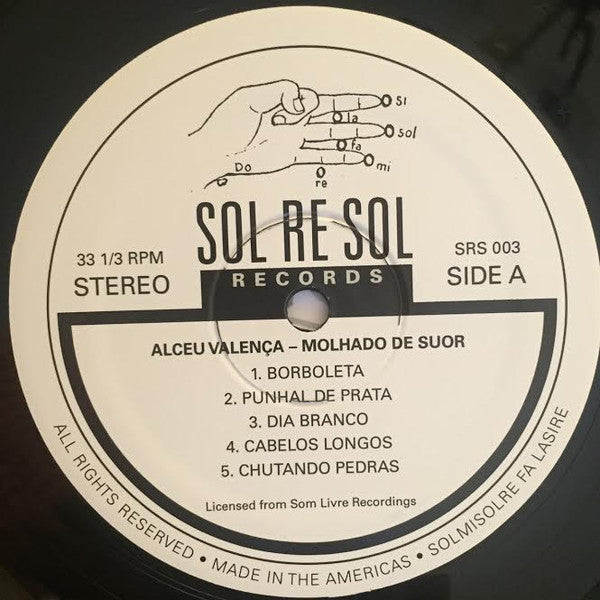 SI
la
sol
fa
Do
mi
re
SOL RE SOL
RECORDS
33 1/3 RPM
STEREO
SRS 003
SIDE A
ALCEU VALENÇA – MOLHADO DE SUOR
1. BORBOLETA
2. PUNHAL DE PRATA
3. DIA BRANCO
4. CABELOS LONGOS
5. CHUTANDO PEDRAS
Licensed from Som Livre Recordings
ALL RIGHTS RESERVED • MADE IN THE AMERICAS • SOLMISOLRE FA LASIRE